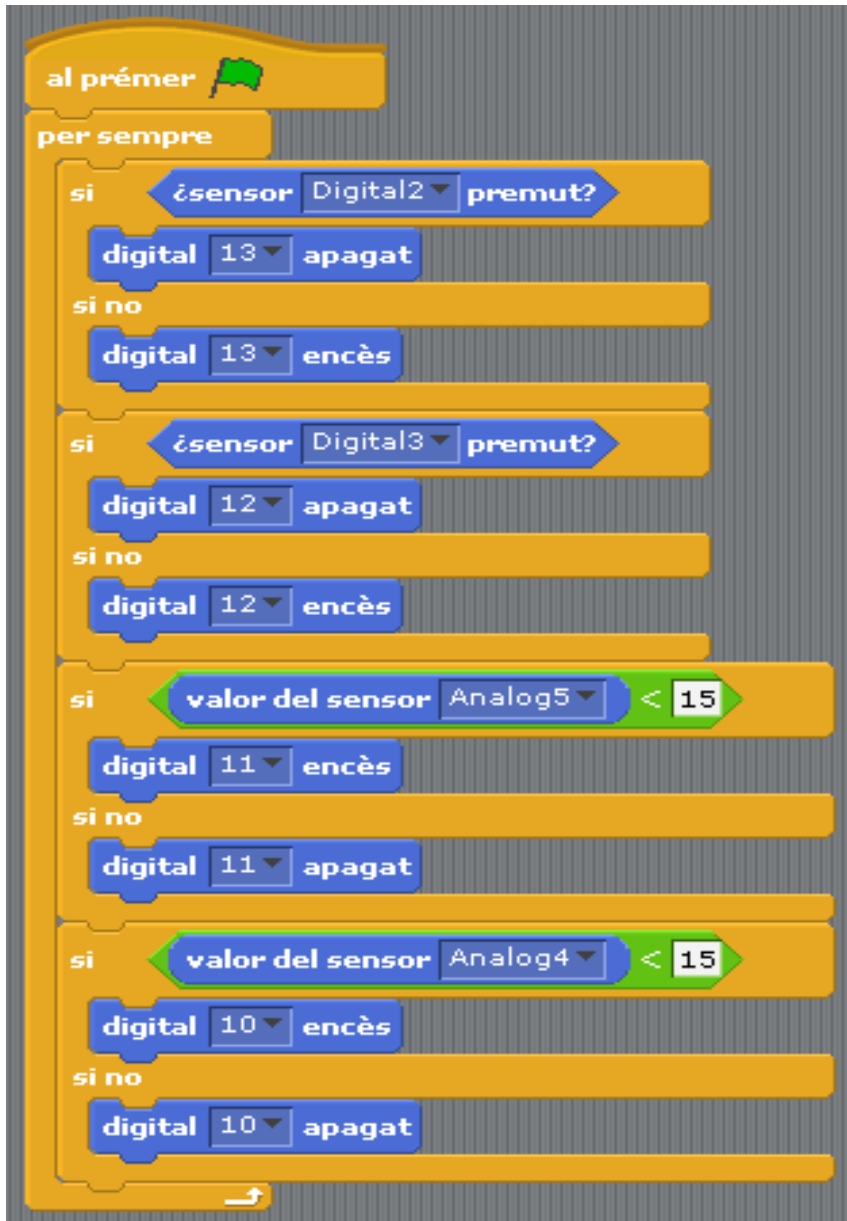 al prémer
per sempre
si ¿sensor Digital2 premut?
digital 13 apagat
si no
digital 13 encès
si ¿sensor Digital3 premut?
digital 12 apagat
si no
digital 12 encès
si valor del sensor Analog5 < 15
digital 11 encès
si no
digital 11 apagat
si valor del sensor Analog4 < 15
digital 10 encès
si no
digital 10 apagat